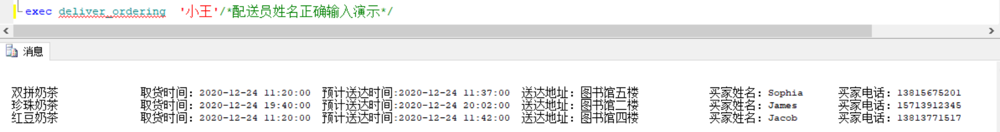 exec deliver_ordering '小王'/*配送员姓名正确输入演示*/
消息
双拼奶茶 取货时间：2020-12-24 11:20:00 预计送达时间:2020-12-24 11:37:00 送达地址：图书馆五楼 买家姓名：Sophia 买家电话：13815675201
珍珠奶茶 取货时间：2020-12-24 19:40:00 预计送达时间:2020-12-24 20:02:00 送达地址：图书馆二楼 买家姓名：James 买家电话：15713912345
红豆奶茶 取货时间：2020-12-24 11:20:00 预计送达时间:2020-12-24 11:42:00 送达地址：图书馆四楼 买家姓名：Jacob 买家电话：13813771517